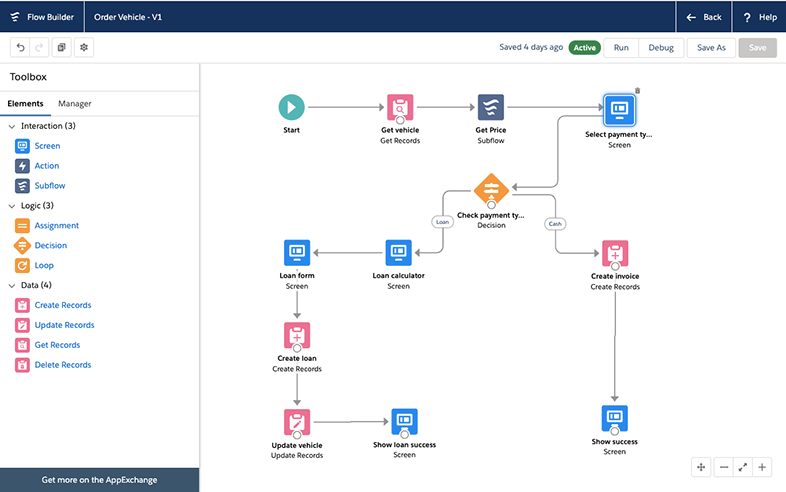 Flow Builder
Order Vehicle - V1
Back
? Help
Saved 4 days ago
Active
Run
Debug
Save As
Save
Toolbox
Elements
Manager
Interaction (3)
Screen
Action
Subflow
Logic (3)
Assignment
Decision
Loop
Data (4)
Create Records
Update Records
Get Records
Delete Records
Get more on the AppExchange
Start
Get vehicle
Get Records
Get Price
Subflow
Select payment ty...
Screen
Check payment ty...
Decision
Loan
Cash
Loan form
Screen
Loan calculator
Screen
Create invoice
Create Records
Create loan
Create Records
Update vehicle
Update Records
Show loan success
Screen
Show success
Screen